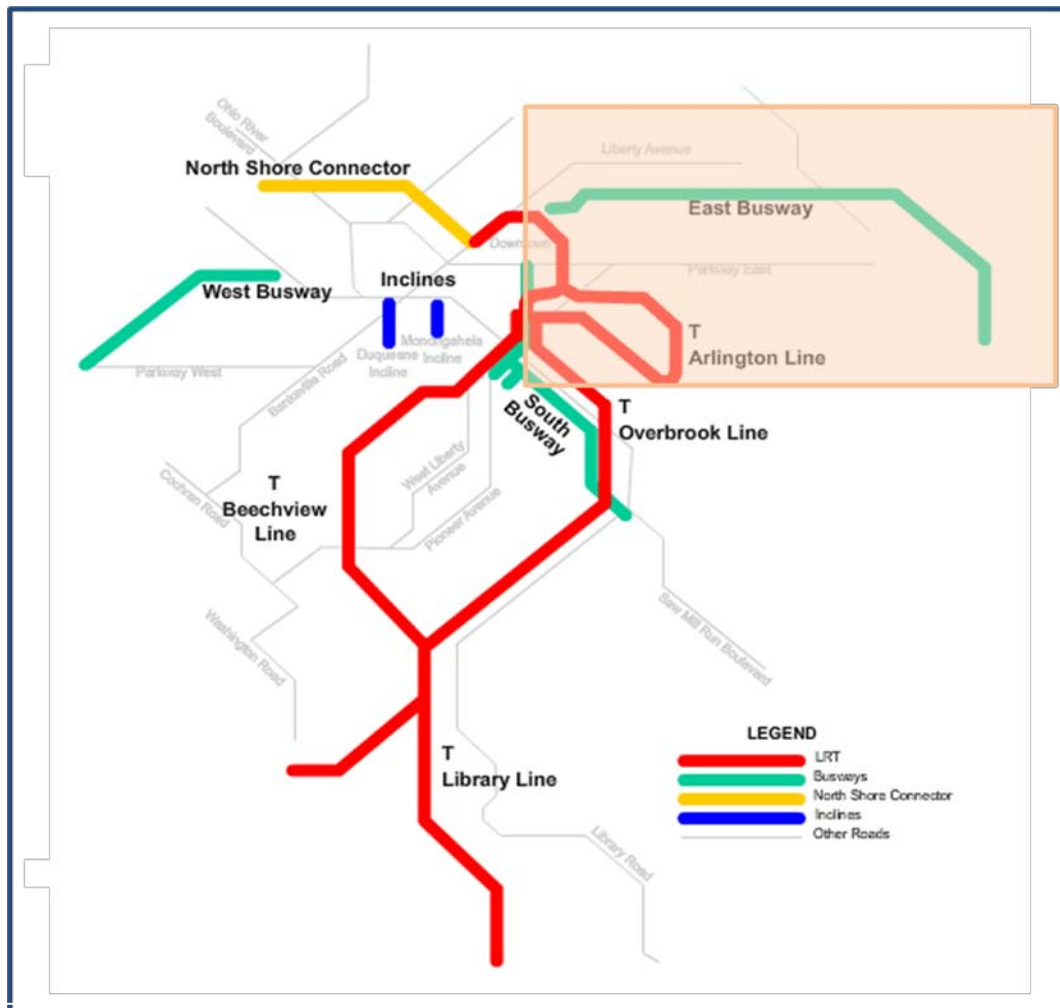 Ohio River
Boulevard
Liberty Avenue
North Shore Connector
East Busway
Parkway East
West Busway
Inclines
Monongahela
Incline
Duquesne
Incline
Parkway West
Banksville Road
T
Arlington Line
South
Busway
T
Overbrook Line
West Liberty
Avenue
Pioneer Avenue
Cochran Road
T
Beechview
Line
Washington Road
Saw Mill Run Boulevard
T
Library Line
Library Road
LEGEND
LRT
Busways
North Shore Connector
Inclines
Other Roads